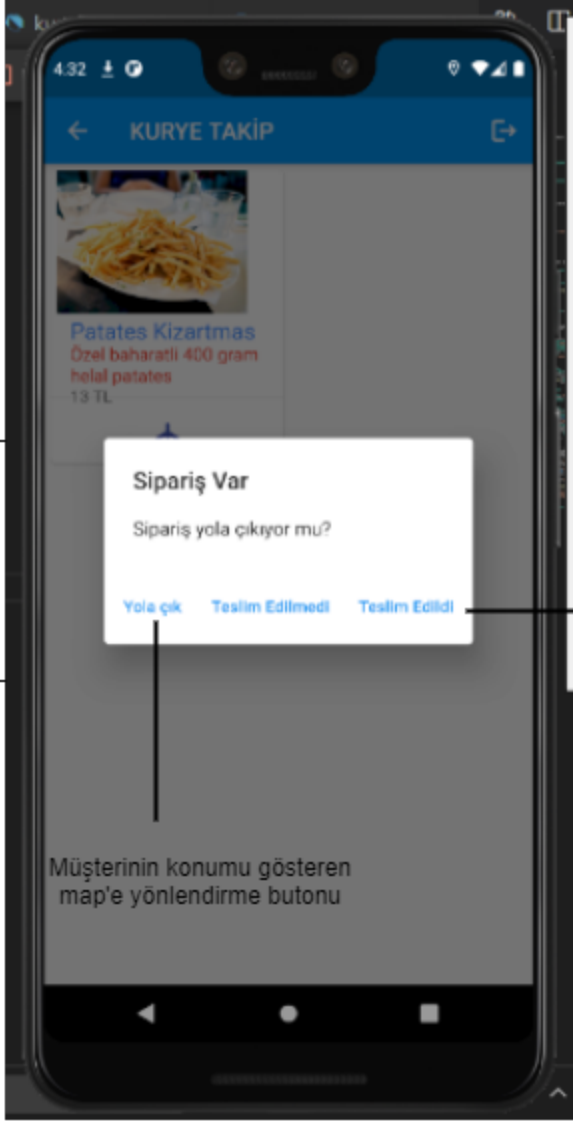 4:32
KURYE TAKİP
Patates Kizartmas
Özel baharatli 400 gram
helal patates
13 TL
Sipariş Var
Sipariş yola çıkıyor mu?
Yola çık Teslim Edilmedi Teslim Edildi
Müşterinin konumu gösteren
map'e yönlendirme butonu